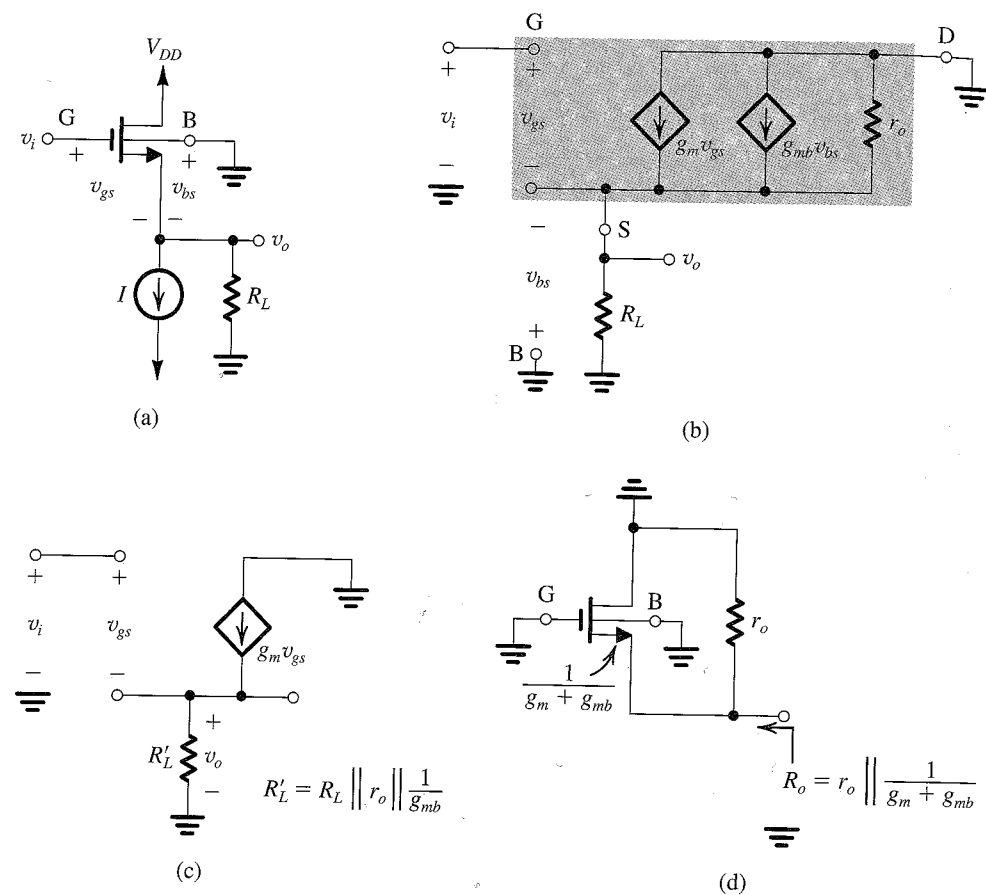 V_DD
G
B
v_i
+
+
v_gs
v_bs
−
−
v_o
I
R_L
(a)
G
D
+
+
v_i
v_gs
g_m v_gs
g_mb v_bs
r_o
−
−
−
S
v_o
v_bs
R_L
+
B
(b)
+
+
v_i
v_gs
g_m v_gs
−
−
+
R'_L
v_o
−
R'_L = R_L || r_o || 1/g_mb
(c)
G
B
r_o
1/(g_m + g_mb)
R_o = r_o || 1/(g_m + g_mb)
(d)